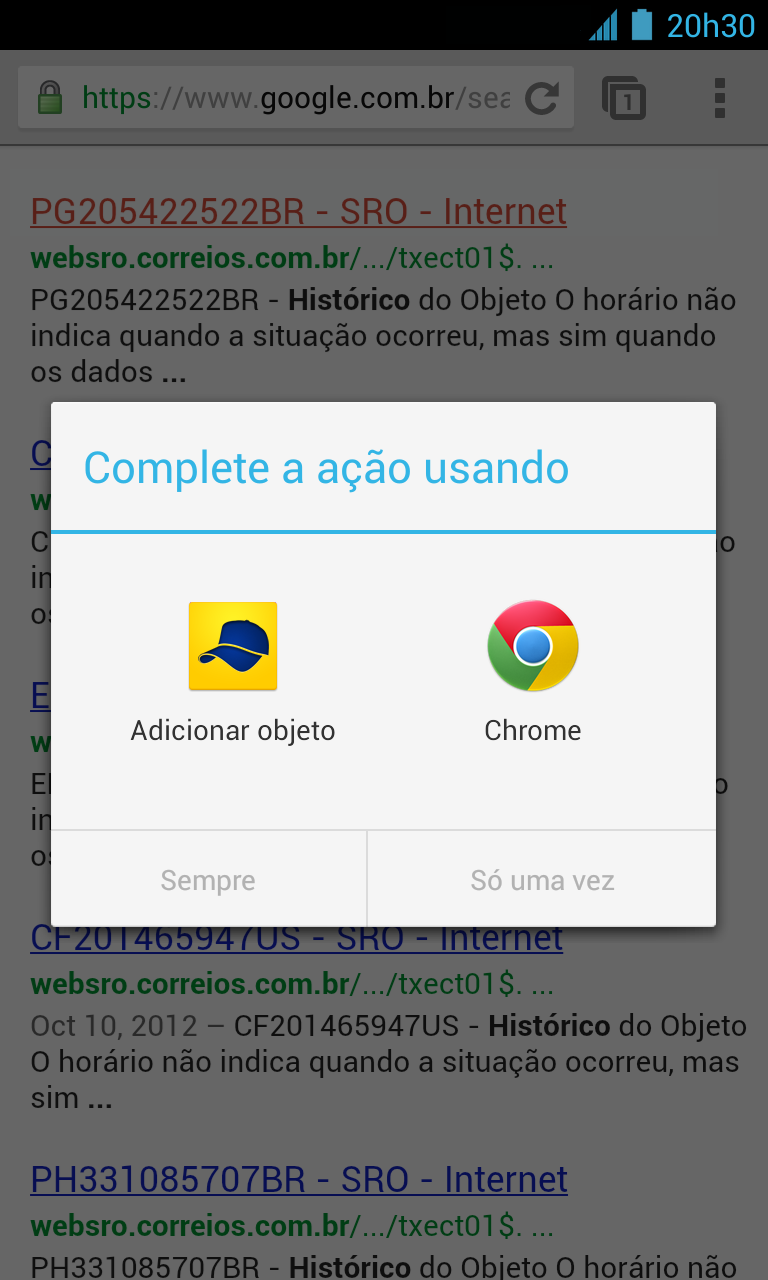 20h30
https://www.google.com.br/sea
1
PG205422522BR - SRO - Internet
websro.correios.com.br/.../txect01$. ...
PG205422522BR - Histórico do Objeto O horário não
indica quando a situação ocorreu, mas sim quando
os dados ...
Complete a ação usando
Adicionar objeto
Chrome
Sempre
Só uma vez
CF201465947US - SRO - Internet
websro.correios.com.br/.../txect01$. ...
Oct 10, 2012 – CF201465947US - Histórico do Objeto
O horário não indica quando a situação ocorreu, mas
sim ...
PH331085707BR - SRO - Internet
websro.correios.com.br/.../txect01$. ...
PH331085707BR - Histórico do Objeto O horário não